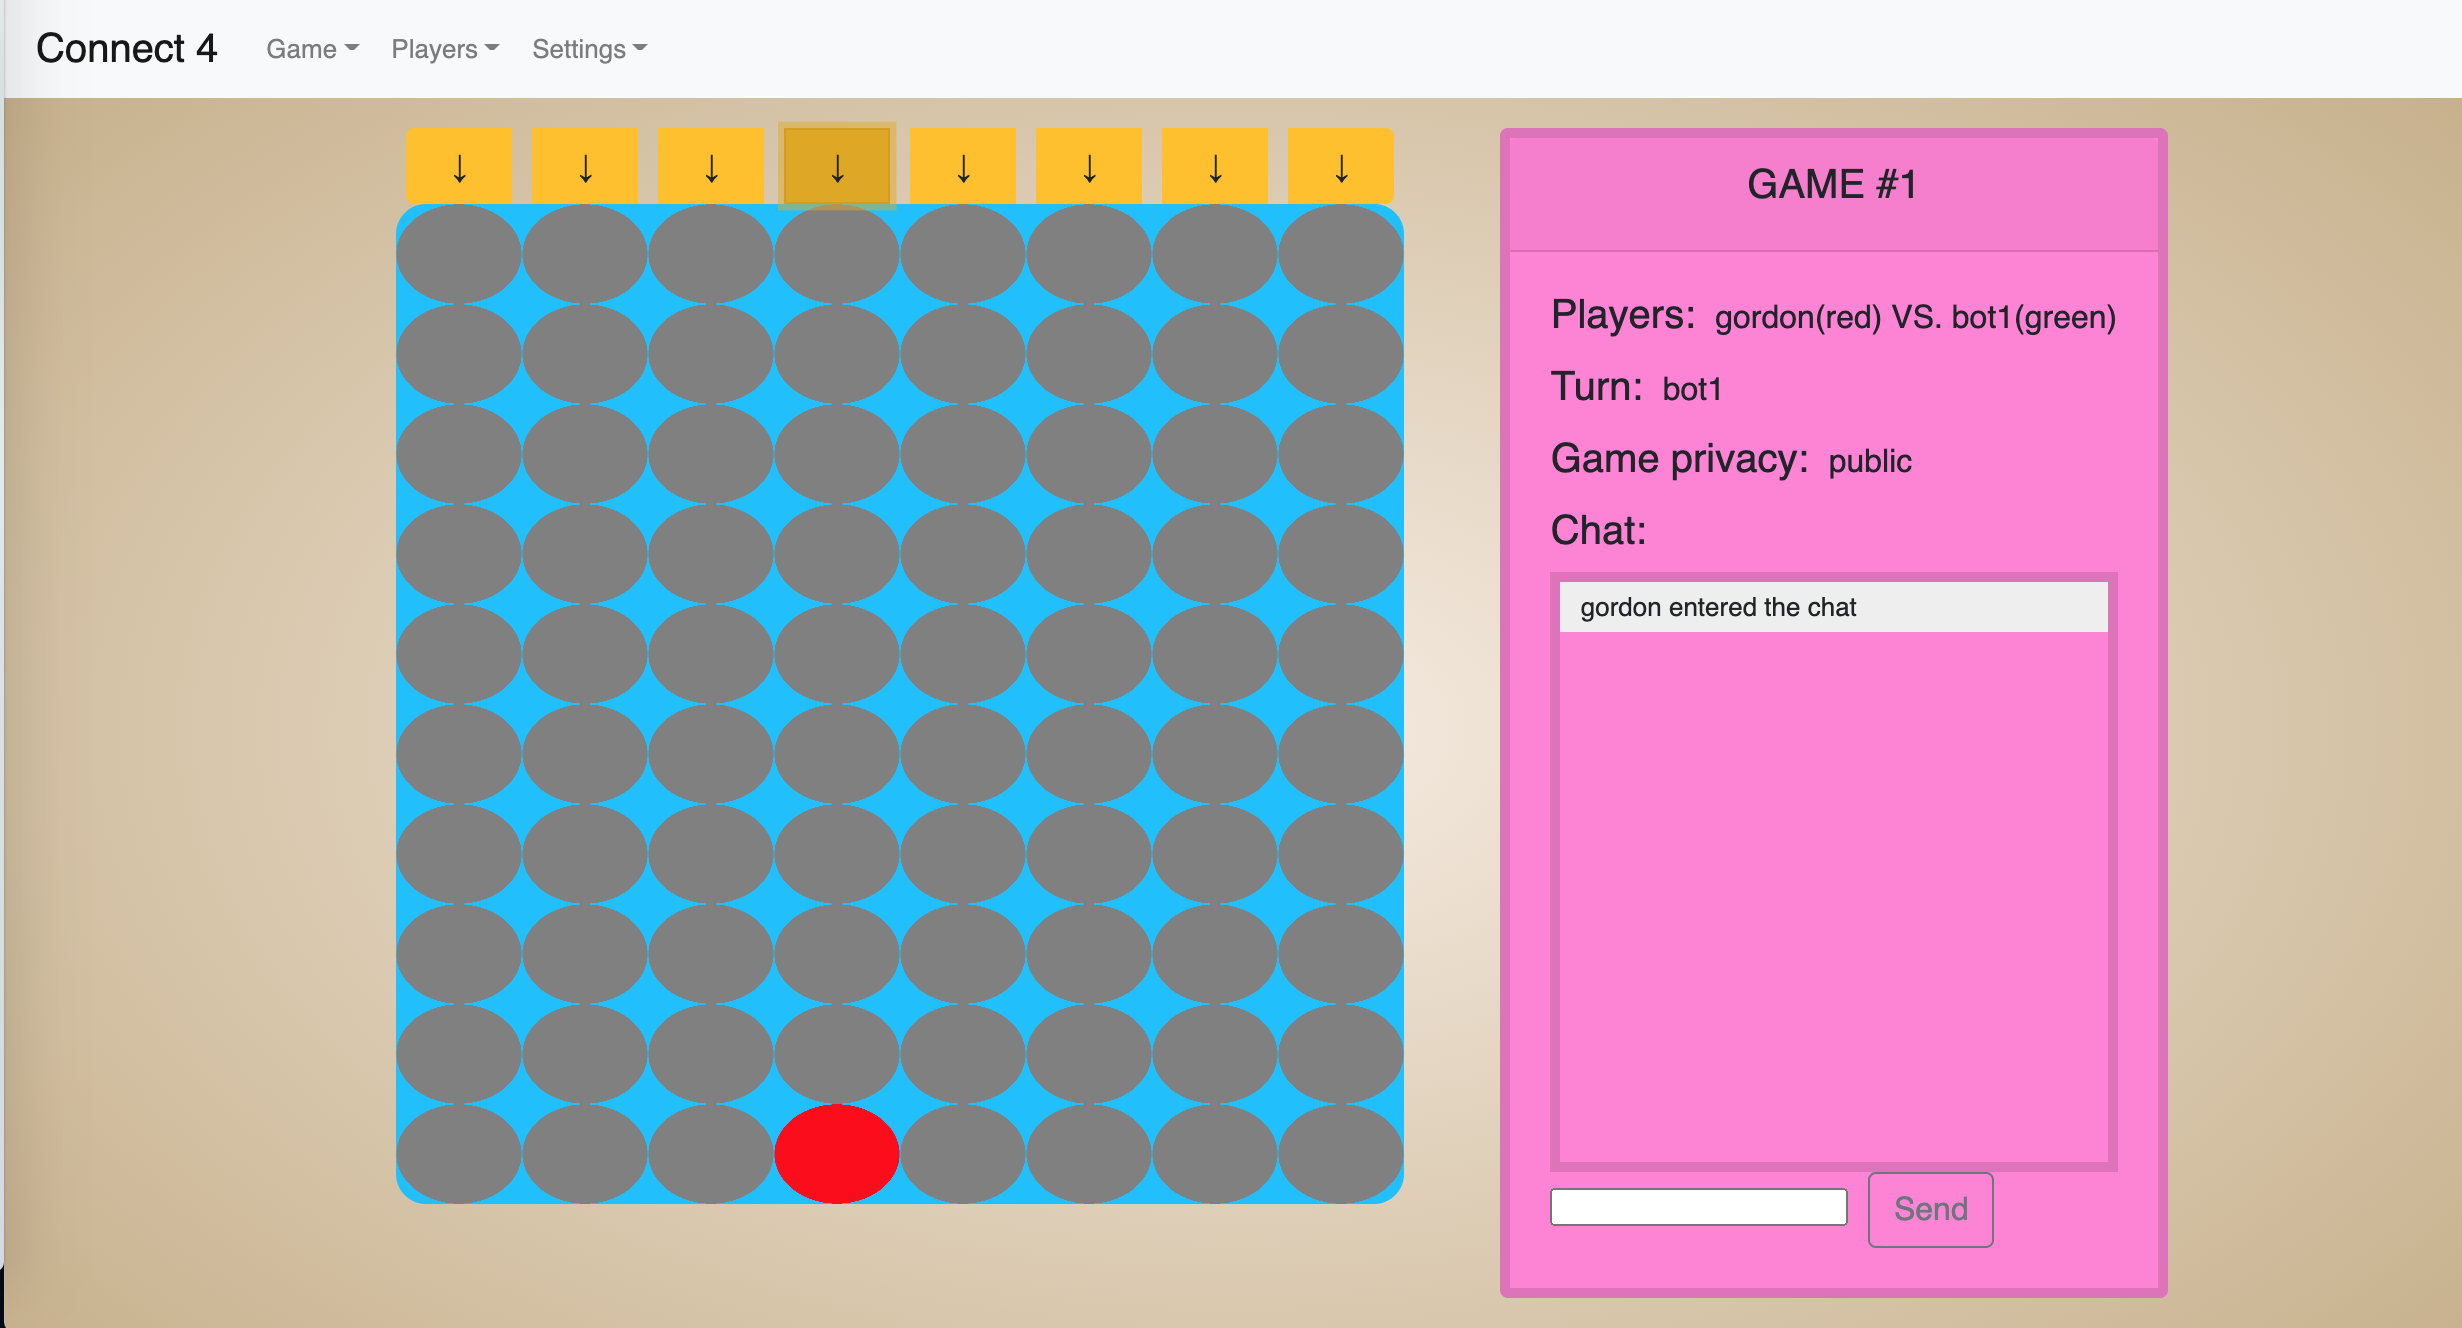 Connect 4 Game Players Settings
↓ ↓ ↓ ↓ ↓ ↓ ↓ ↓
GAME #1
Players: gordon(red) VS. bot1(green)
Turn: bot1
Game privacy: public
Chat:
gordon entered the chat
Send